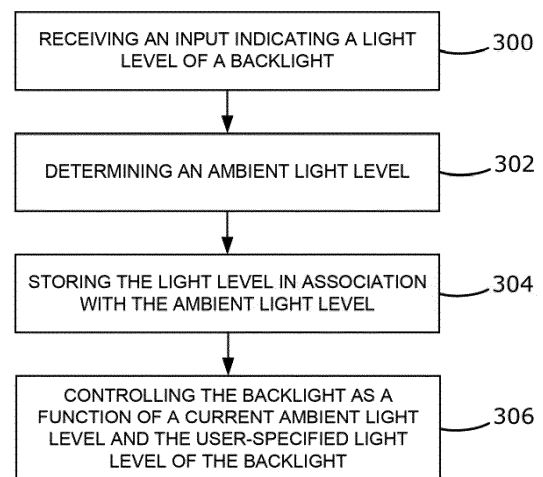 RECEIVING AN INPUT INDICATING A LIGHT
LEVEL OF A BACKLIGHT
300
DETERMINING AN AMBIENT LIGHT LEVEL
302
STORING THE LIGHT LEVEL IN ASSOCIATION
WITH THE AMBIENT LIGHT LEVEL
304
CONTROLLING THE BACKLIGHT AS A
FUNCTION OF A CURRENT AMBIENT LIGHT
LEVEL AND THE USER-SPECIFIED LIGHT
LEVEL OF THE BACKLIGHT
306